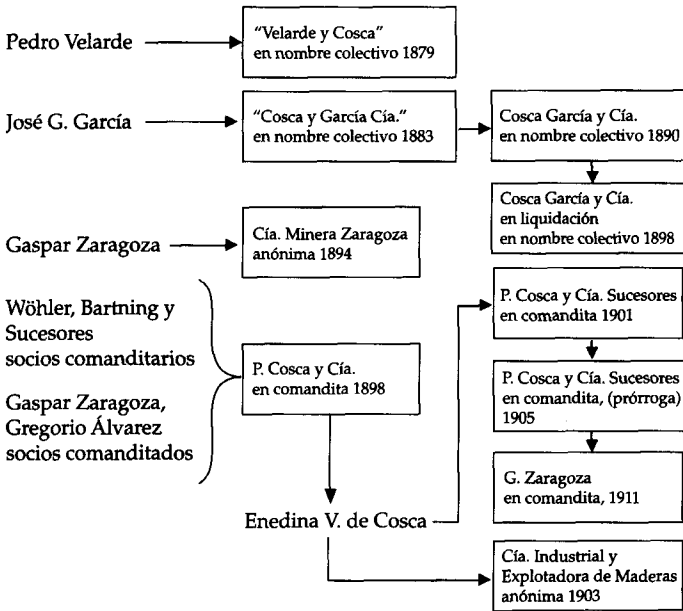 Pedro Velarde
"Velarde y Cosca"
en nombre colectivo 1879
José G. García
"Cosca y García Cía."
en nombre colectivo 1883
Cosca García y Cía.
en nombre colectivo 1890
Cosca García y Cía.
en liquidación
en nombre colectivo 1898
Gaspar Zaragoza
Cía. Minera Zaragoza
anónima 1894
Wöhler, Bartning y
Sucesores
socios comanditarios
Gaspar Zaragoza,
Gregorio Álvarez
socios comanditados
P. Cosca y Cía.
en comandita 1898
Enedina V. de Cosca
P. Cosca y Cía. Sucesores
en comandita 1901
P. Cosca y Cía. Sucesores
en comandita, (prórroga)
1905
G. Zaragoza
en comandita, 1911
Cía. Industrial y
Explotadora de Maderas
anónima 1903